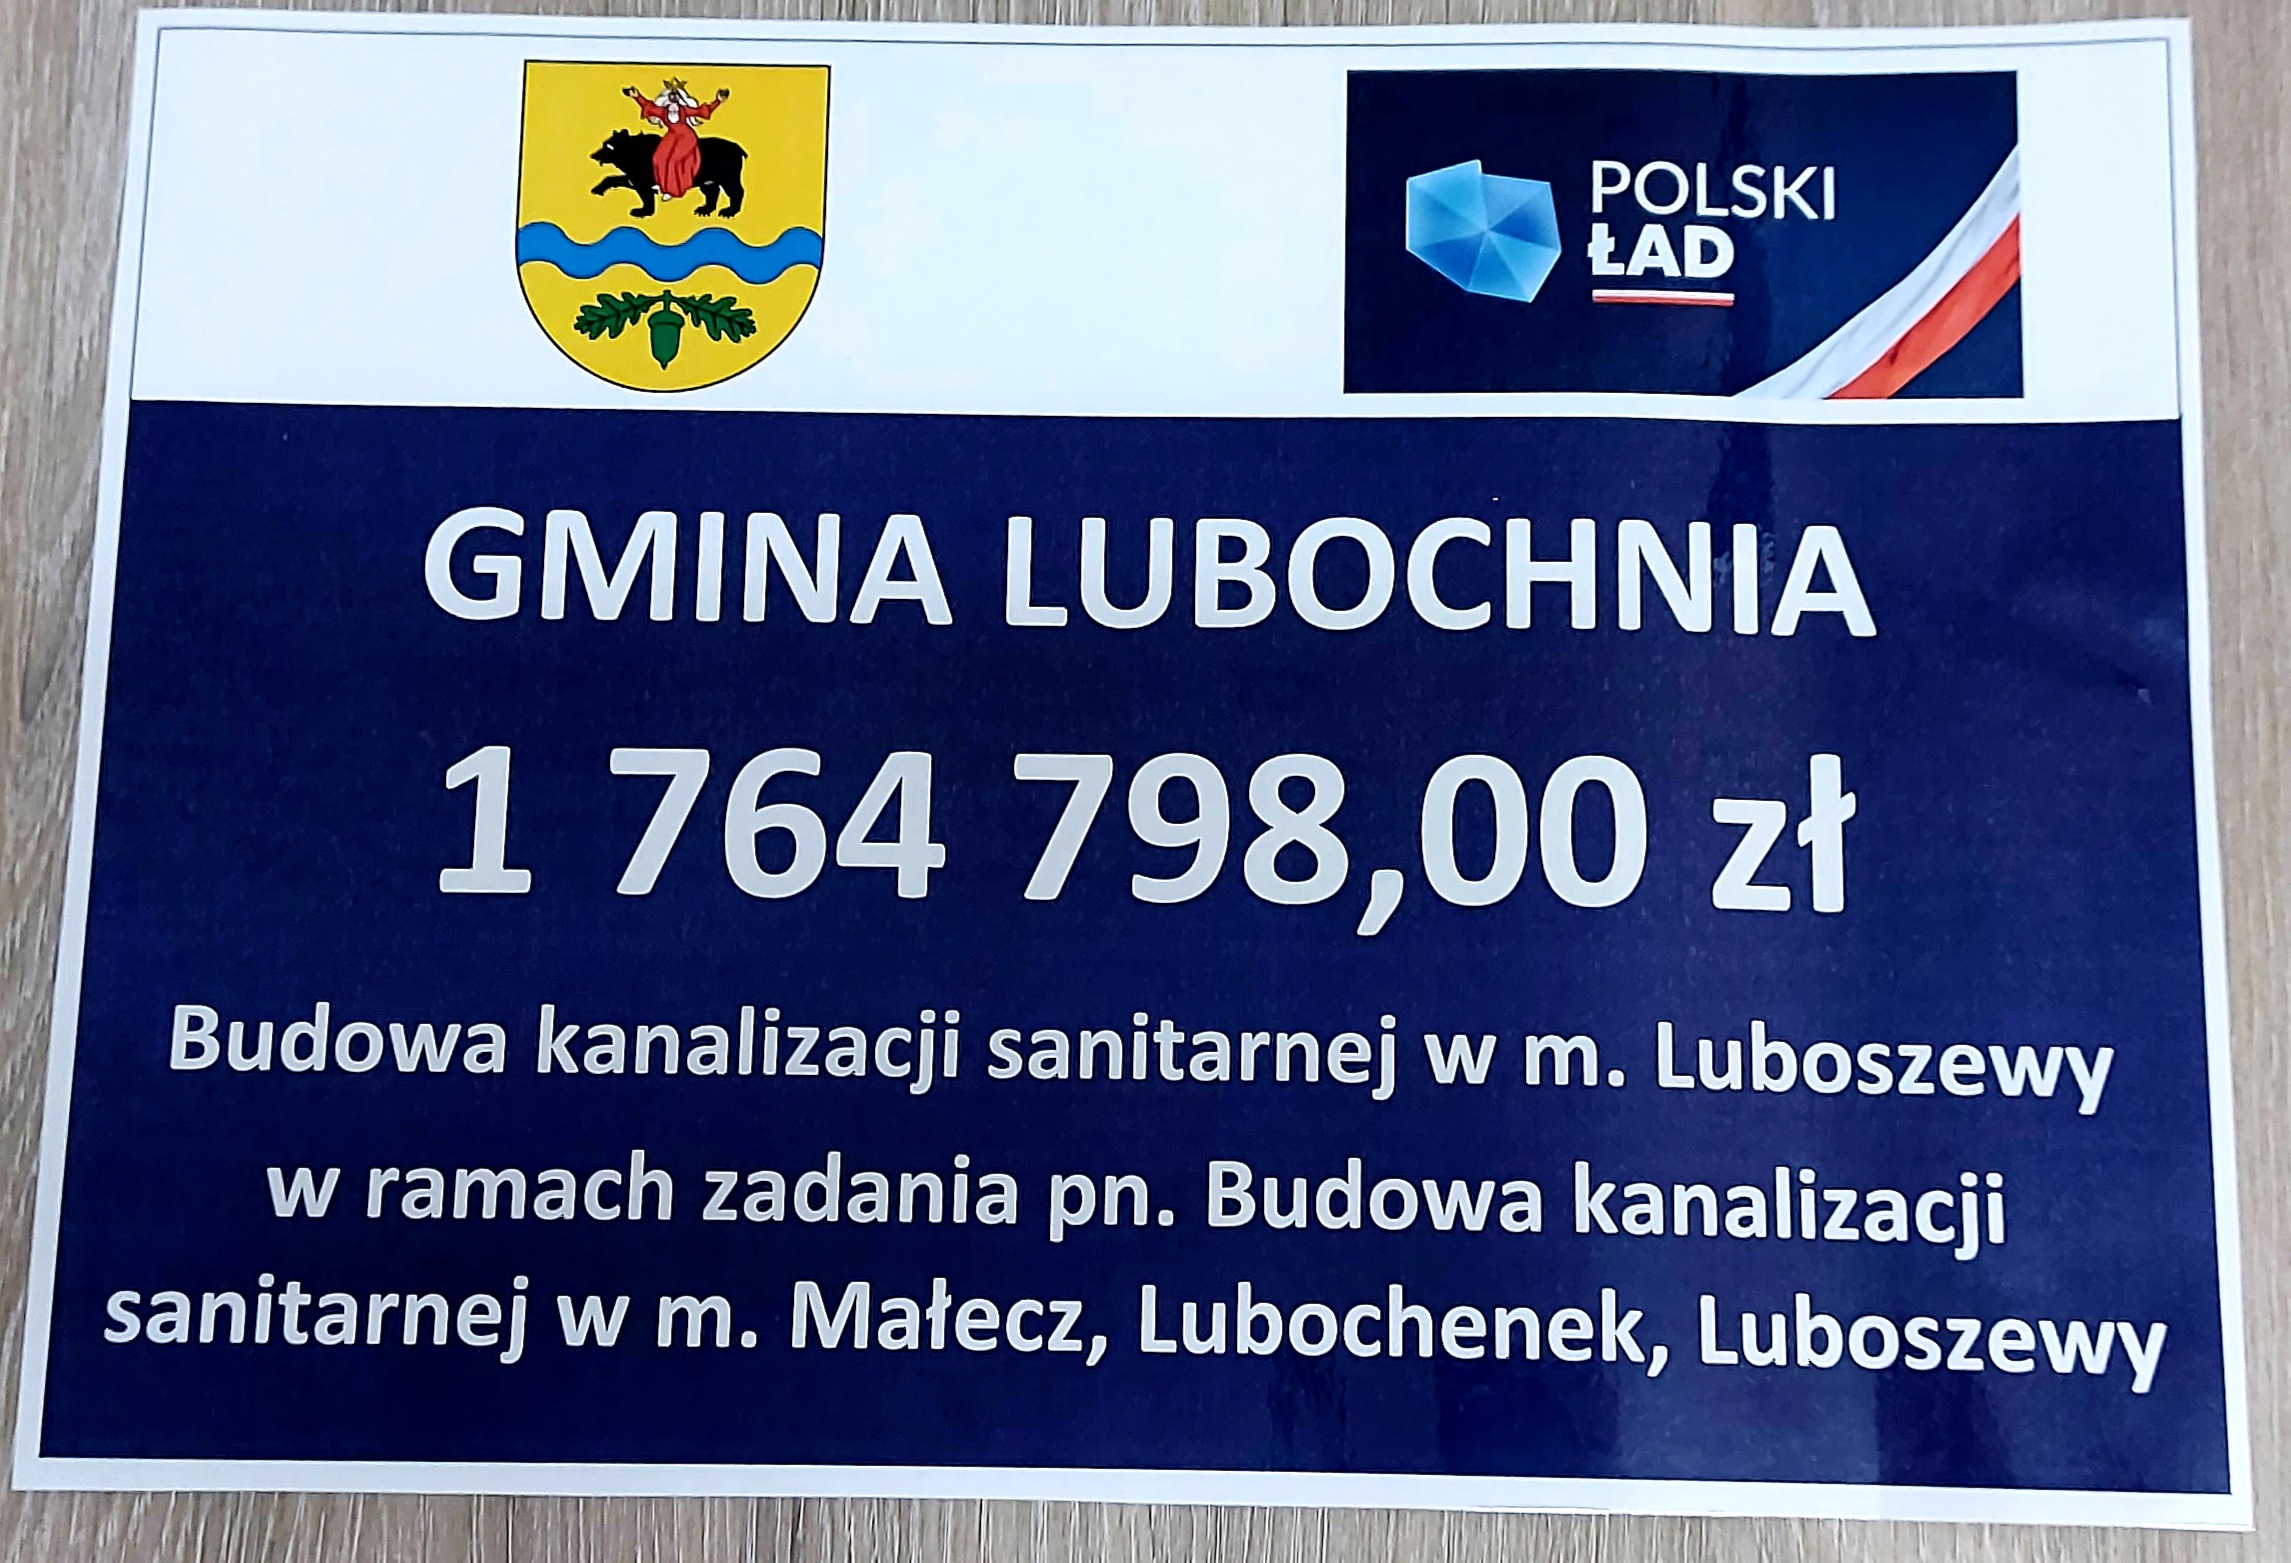 POLSKI
ŁAD
GMINA LUBOCHNIA
1 764 798,00 zł
Budowa kanalizacji sanitarnej w m. Luboszewy
w ramach zadania pn. Budowa kanalizacji
sanitarnej w m. Małecz, Lubochenek, Luboszewy